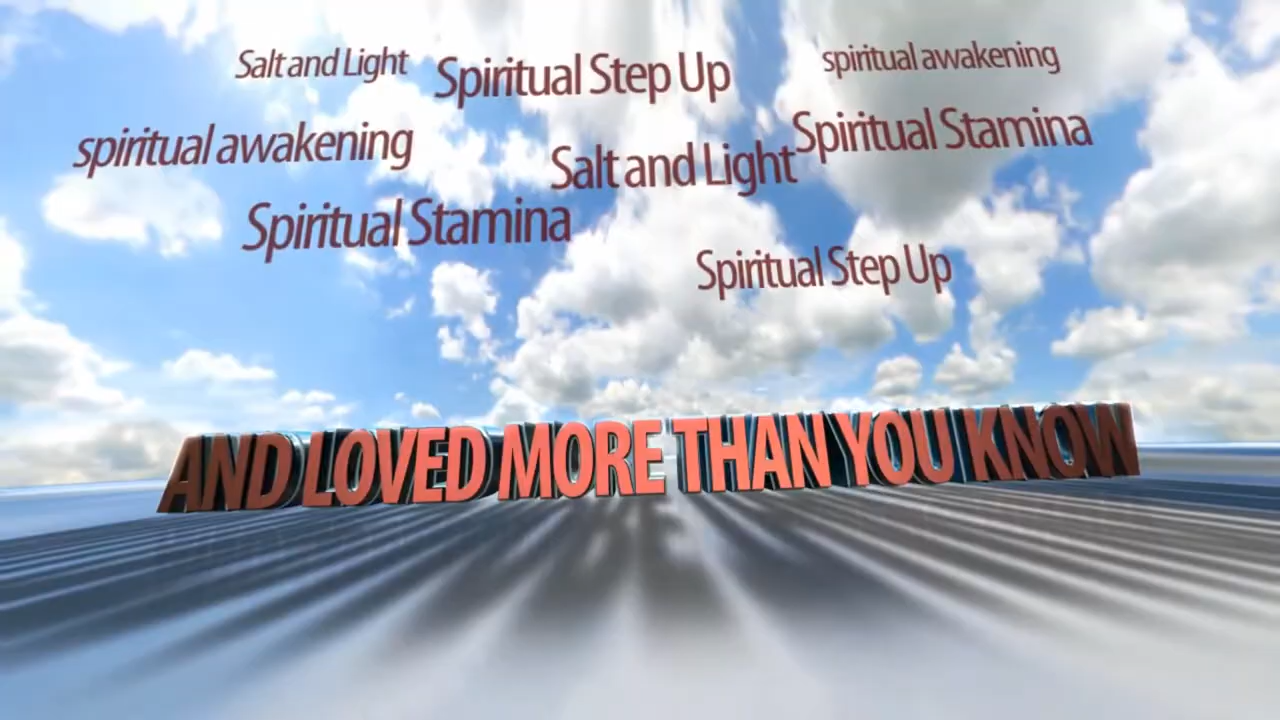 Salt and Light
Spiritual Step Up
spiritual awakening
spiritual awakening
Salt and Light
Spiritual Stamina
Spiritual Stamina
Spiritual Step Up
AND LOVED MORE THAN YOU KNOW